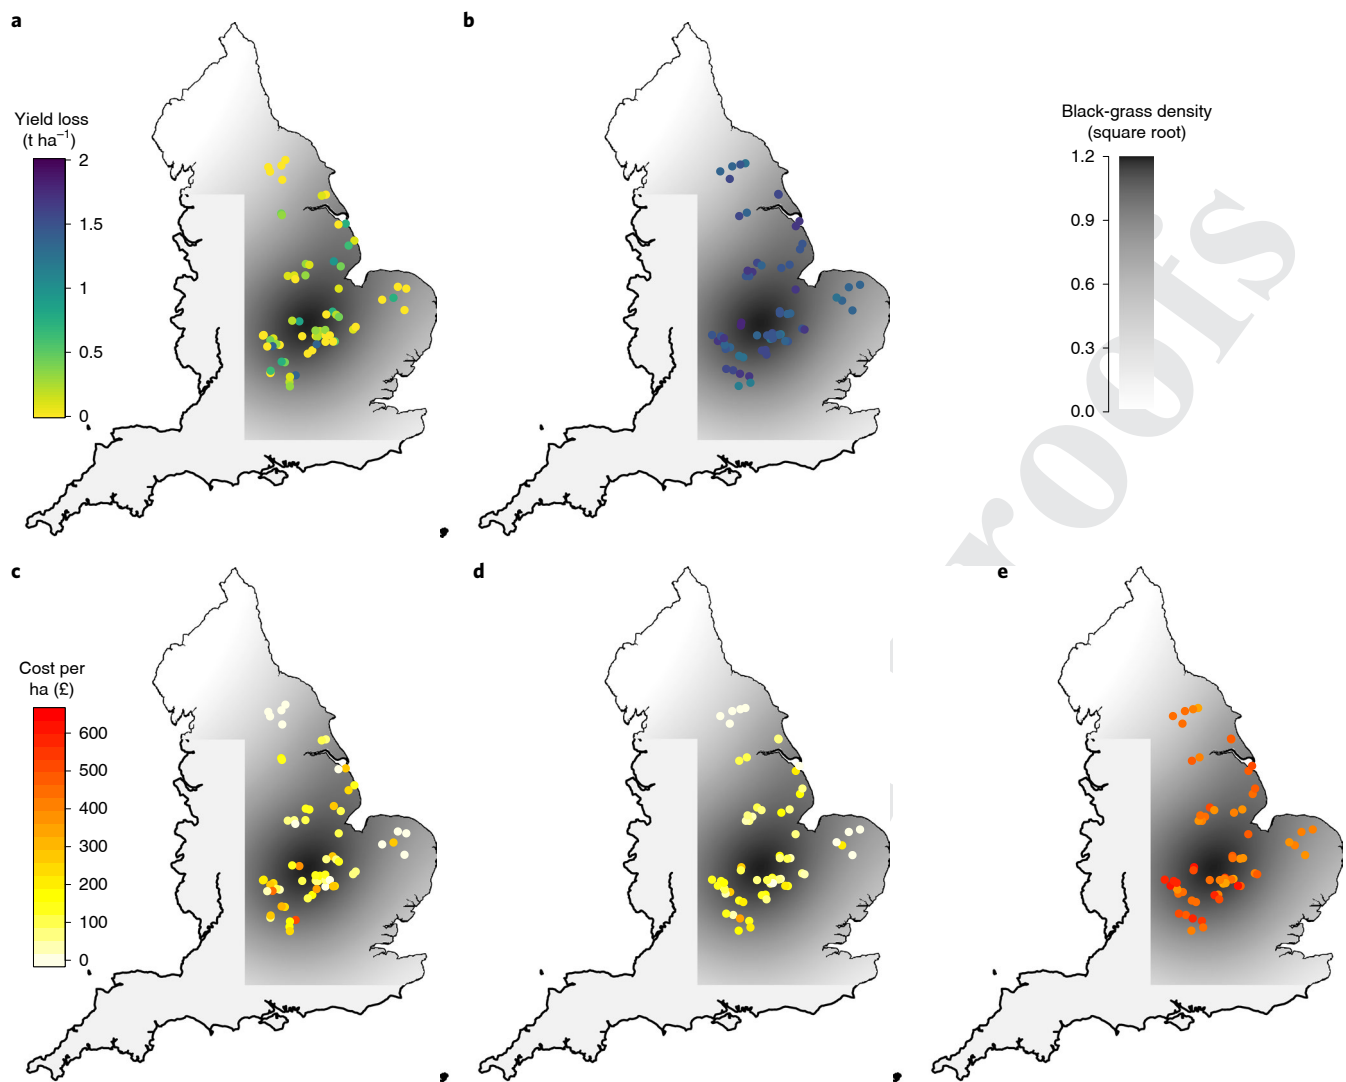 a
b
Yield loss
(t ha⁻¹)
2
1.5
1
0.5
0
Black-grass density
(square root)
1.2
0.9
0.6
0.3
0.0
roofs
c
d
e
Cost per
ha (£)
600
500
400
300
200
100
0